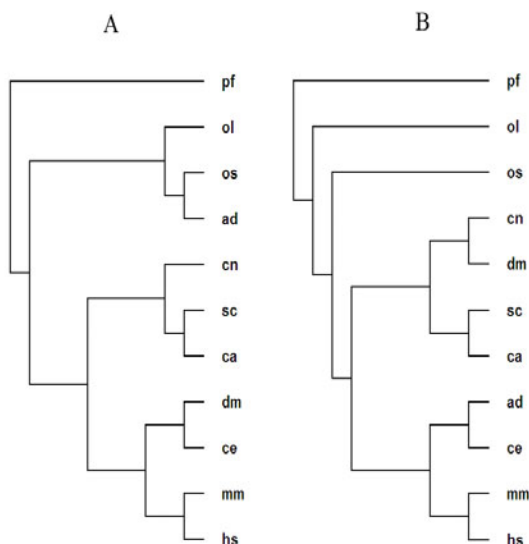 A B
pf pf
ol ol
os os
ad cn
cn dm
sc sc
ca ca
dm ad
ce ce
mm mm
hs hs